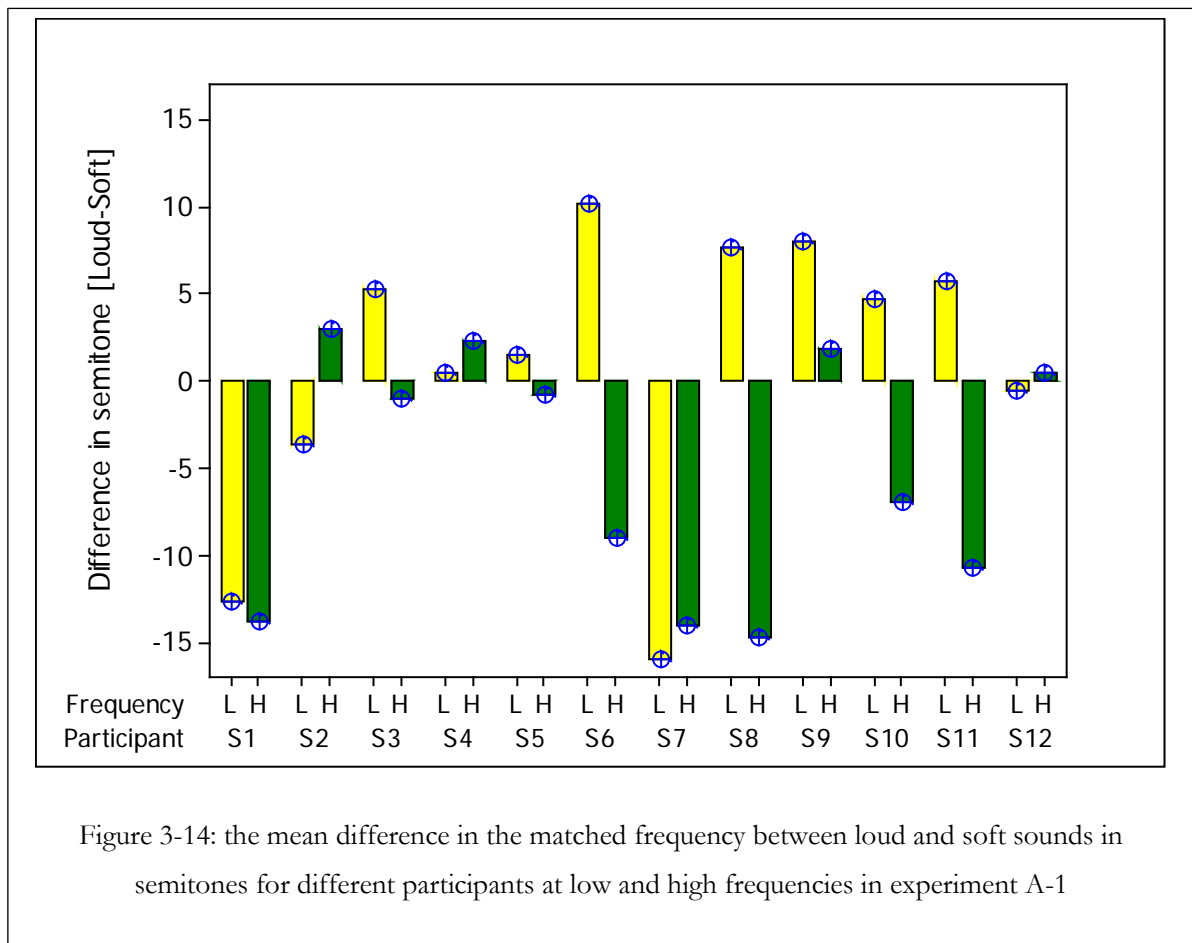 Difference in semitone [Loud-Soft]
15
10
5
0
-5
-10
-15
Frequency L H L H L H L H L H L H L H L H L H L H L H L H
Participant S1 S2 S3 S4 S5 S6 S7 S8 S9 S10 S11 S12
Figure 3-14: the mean difference in the matched frequency between loud and soft sounds in
semitones for different participants at low and high frequencies in experiment A-1